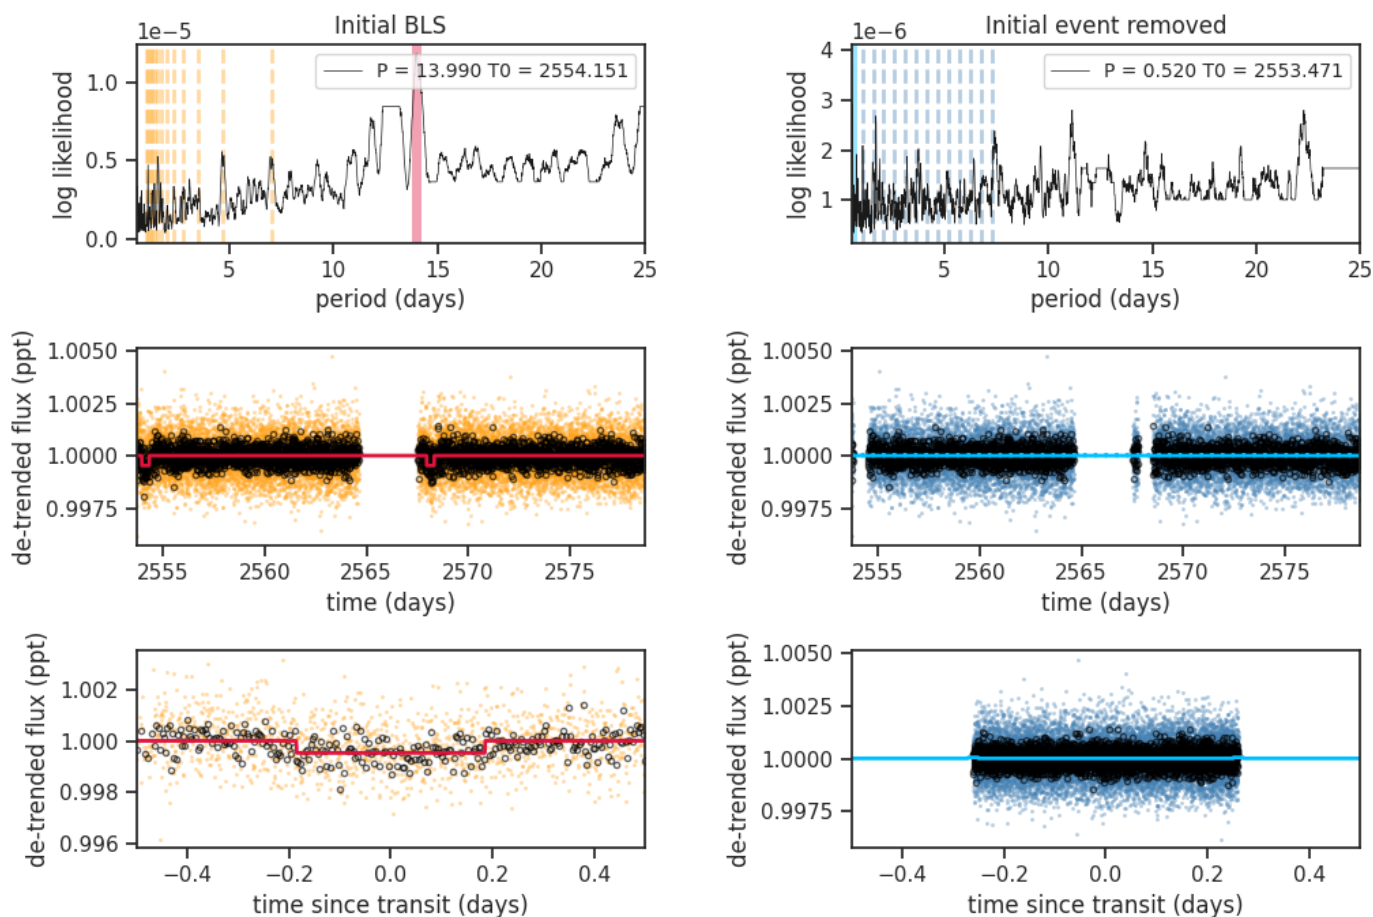 Initial BLS
1e−5
P = 13.990 T0 = 2554.151
log likelihood
1.0
0.5
0.0
5 10 15 20 25
period (days)
Initial event removed
1e−6
P = 0.520 T0 = 2553.471
log likelihood
4
3
2
1
5 10 15 20 25
period (days)
de-trended flux (ppt)
1.0050
1.0025
1.0000
0.9975
2555 2560 2565 2570 2575
time (days)
de-trended flux (ppt)
1.0050
1.0025
1.0000
0.9975
2555 2560 2565 2570 2575
time (days)
de-trended flux (ppt)
1.002
1.000
0.998
0.996
−0.4 −0.2 0.0 0.2 0.4
time since transit (days)
de-trended flux (ppt)
1.0050
1.0025
1.0000
0.9975
−0.4 −0.2 0.0 0.2 0.4
time since transit (days)